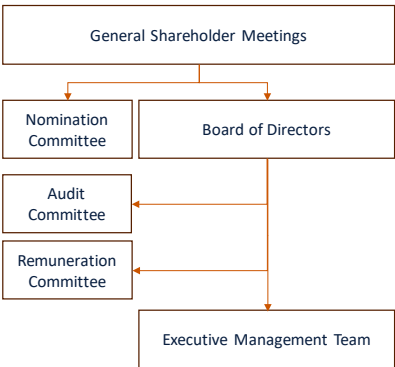 General Shareholder Meetings
Nomination
Committee
Board of Directors
Audit
Committee
Remuneration
Committee
Executive Management Team